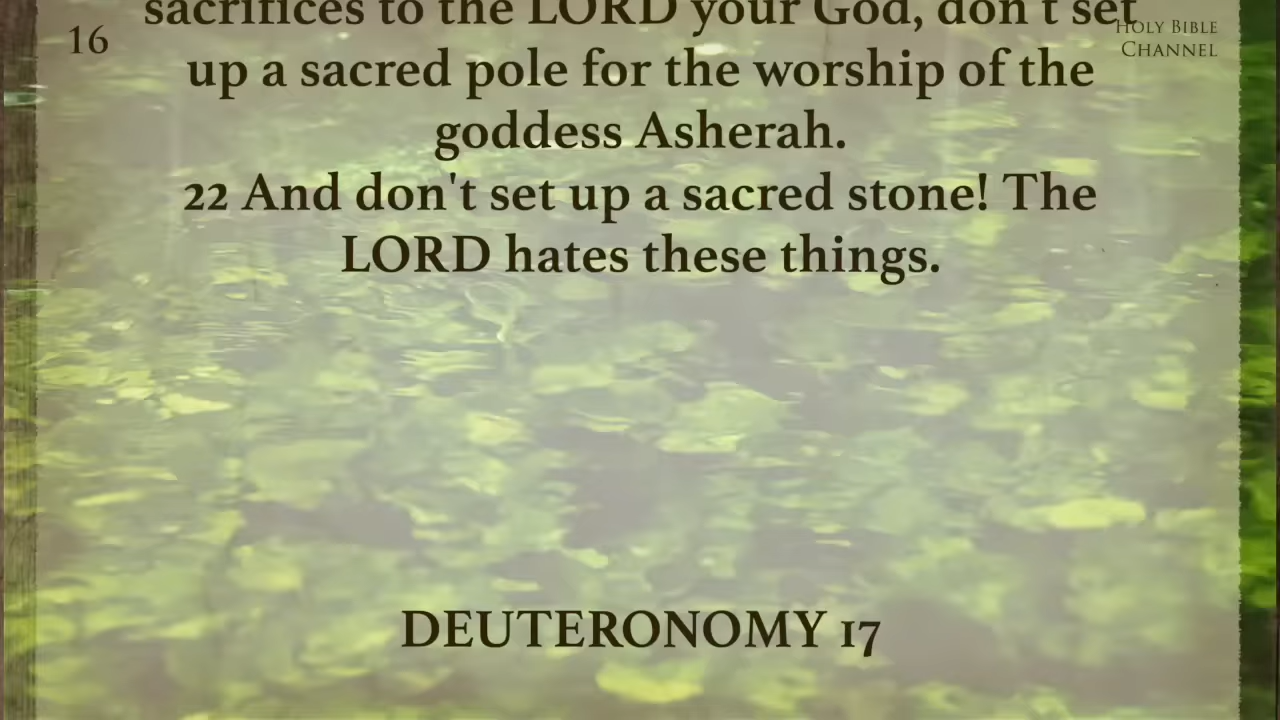 sacrifices to the LORD your God, don't set
16
HOLY BIBLE
CHANNEL
up a sacred pole for the worship of the
goddess Asherah.
22 And don't set up a sacred stone! The
LORD hates these things.
DEUTERONOMY 17